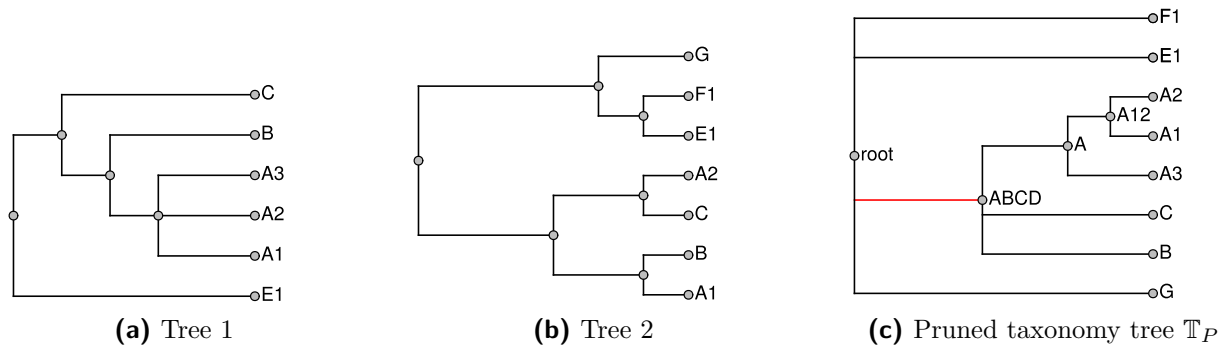 C
B
A3
A2
A1
E1
(a) Tree 1
G
F1
E1
A2
C
B
A1
(b) Tree 2
F1
E1
A2
A12
A1
A
root
A3
ABCD
C
B
G
(c) Pruned taxonomy tree 𝕋_P